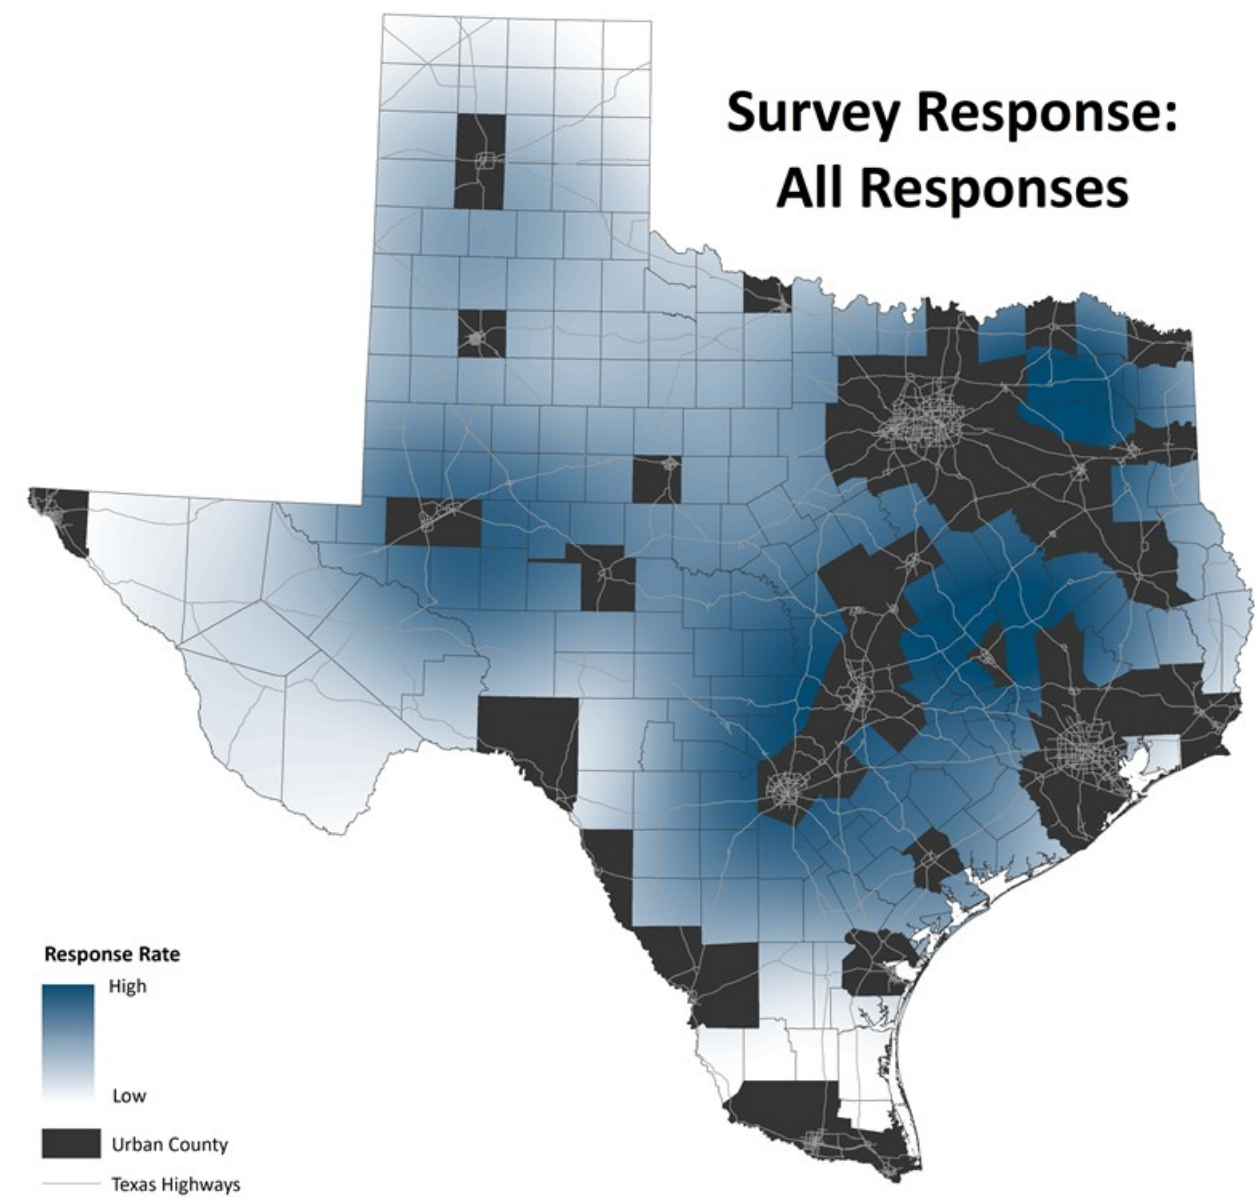 Survey Response:
All Responses
Response Rate
High
Low
Urban County
Texas Highways